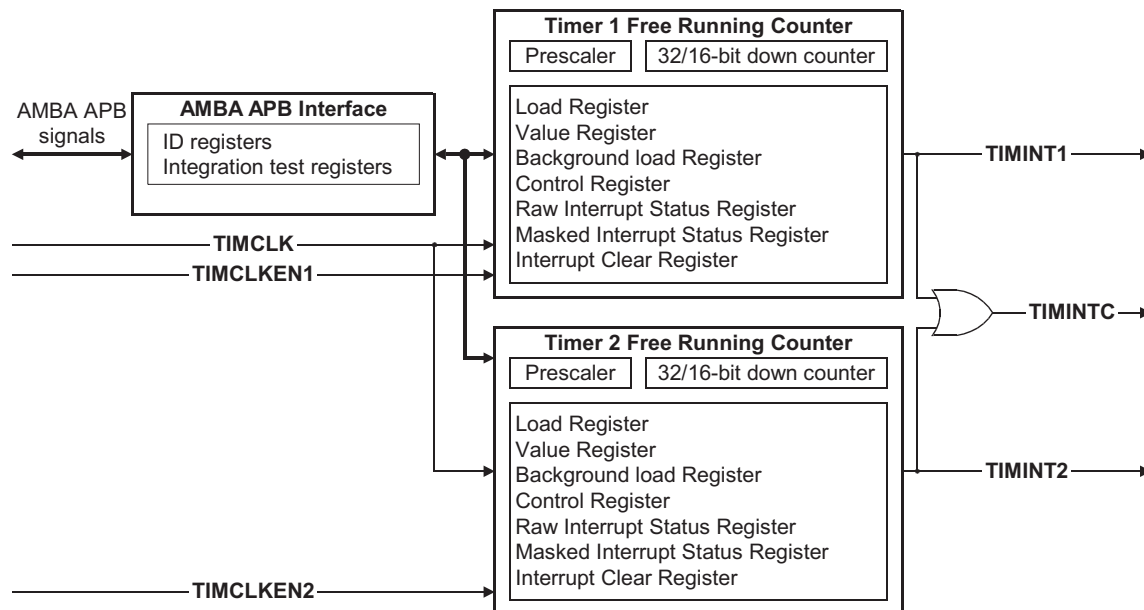 Timer 1 Free Running Counter
Prescaler
32/16-bit down counter
Load Register
Value Register
Background load Register
Control Register
Raw Interrupt Status Register
Masked Interrupt Status Register
Interrupt Clear Register
AMBA APB
signals
AMBA APB Interface
ID registers
Integration test registers
TIMCLK
TIMCLKEN1
TIMINT1
TIMINTC
Timer 2 Free Running Counter
Prescaler
32/16-bit down counter
Load Register
Value Register
Background load Register
Control Register
Raw Interrupt Status Register
Masked Interrupt Status Register
Interrupt Clear Register
TIMINT2
TIMCLKEN2